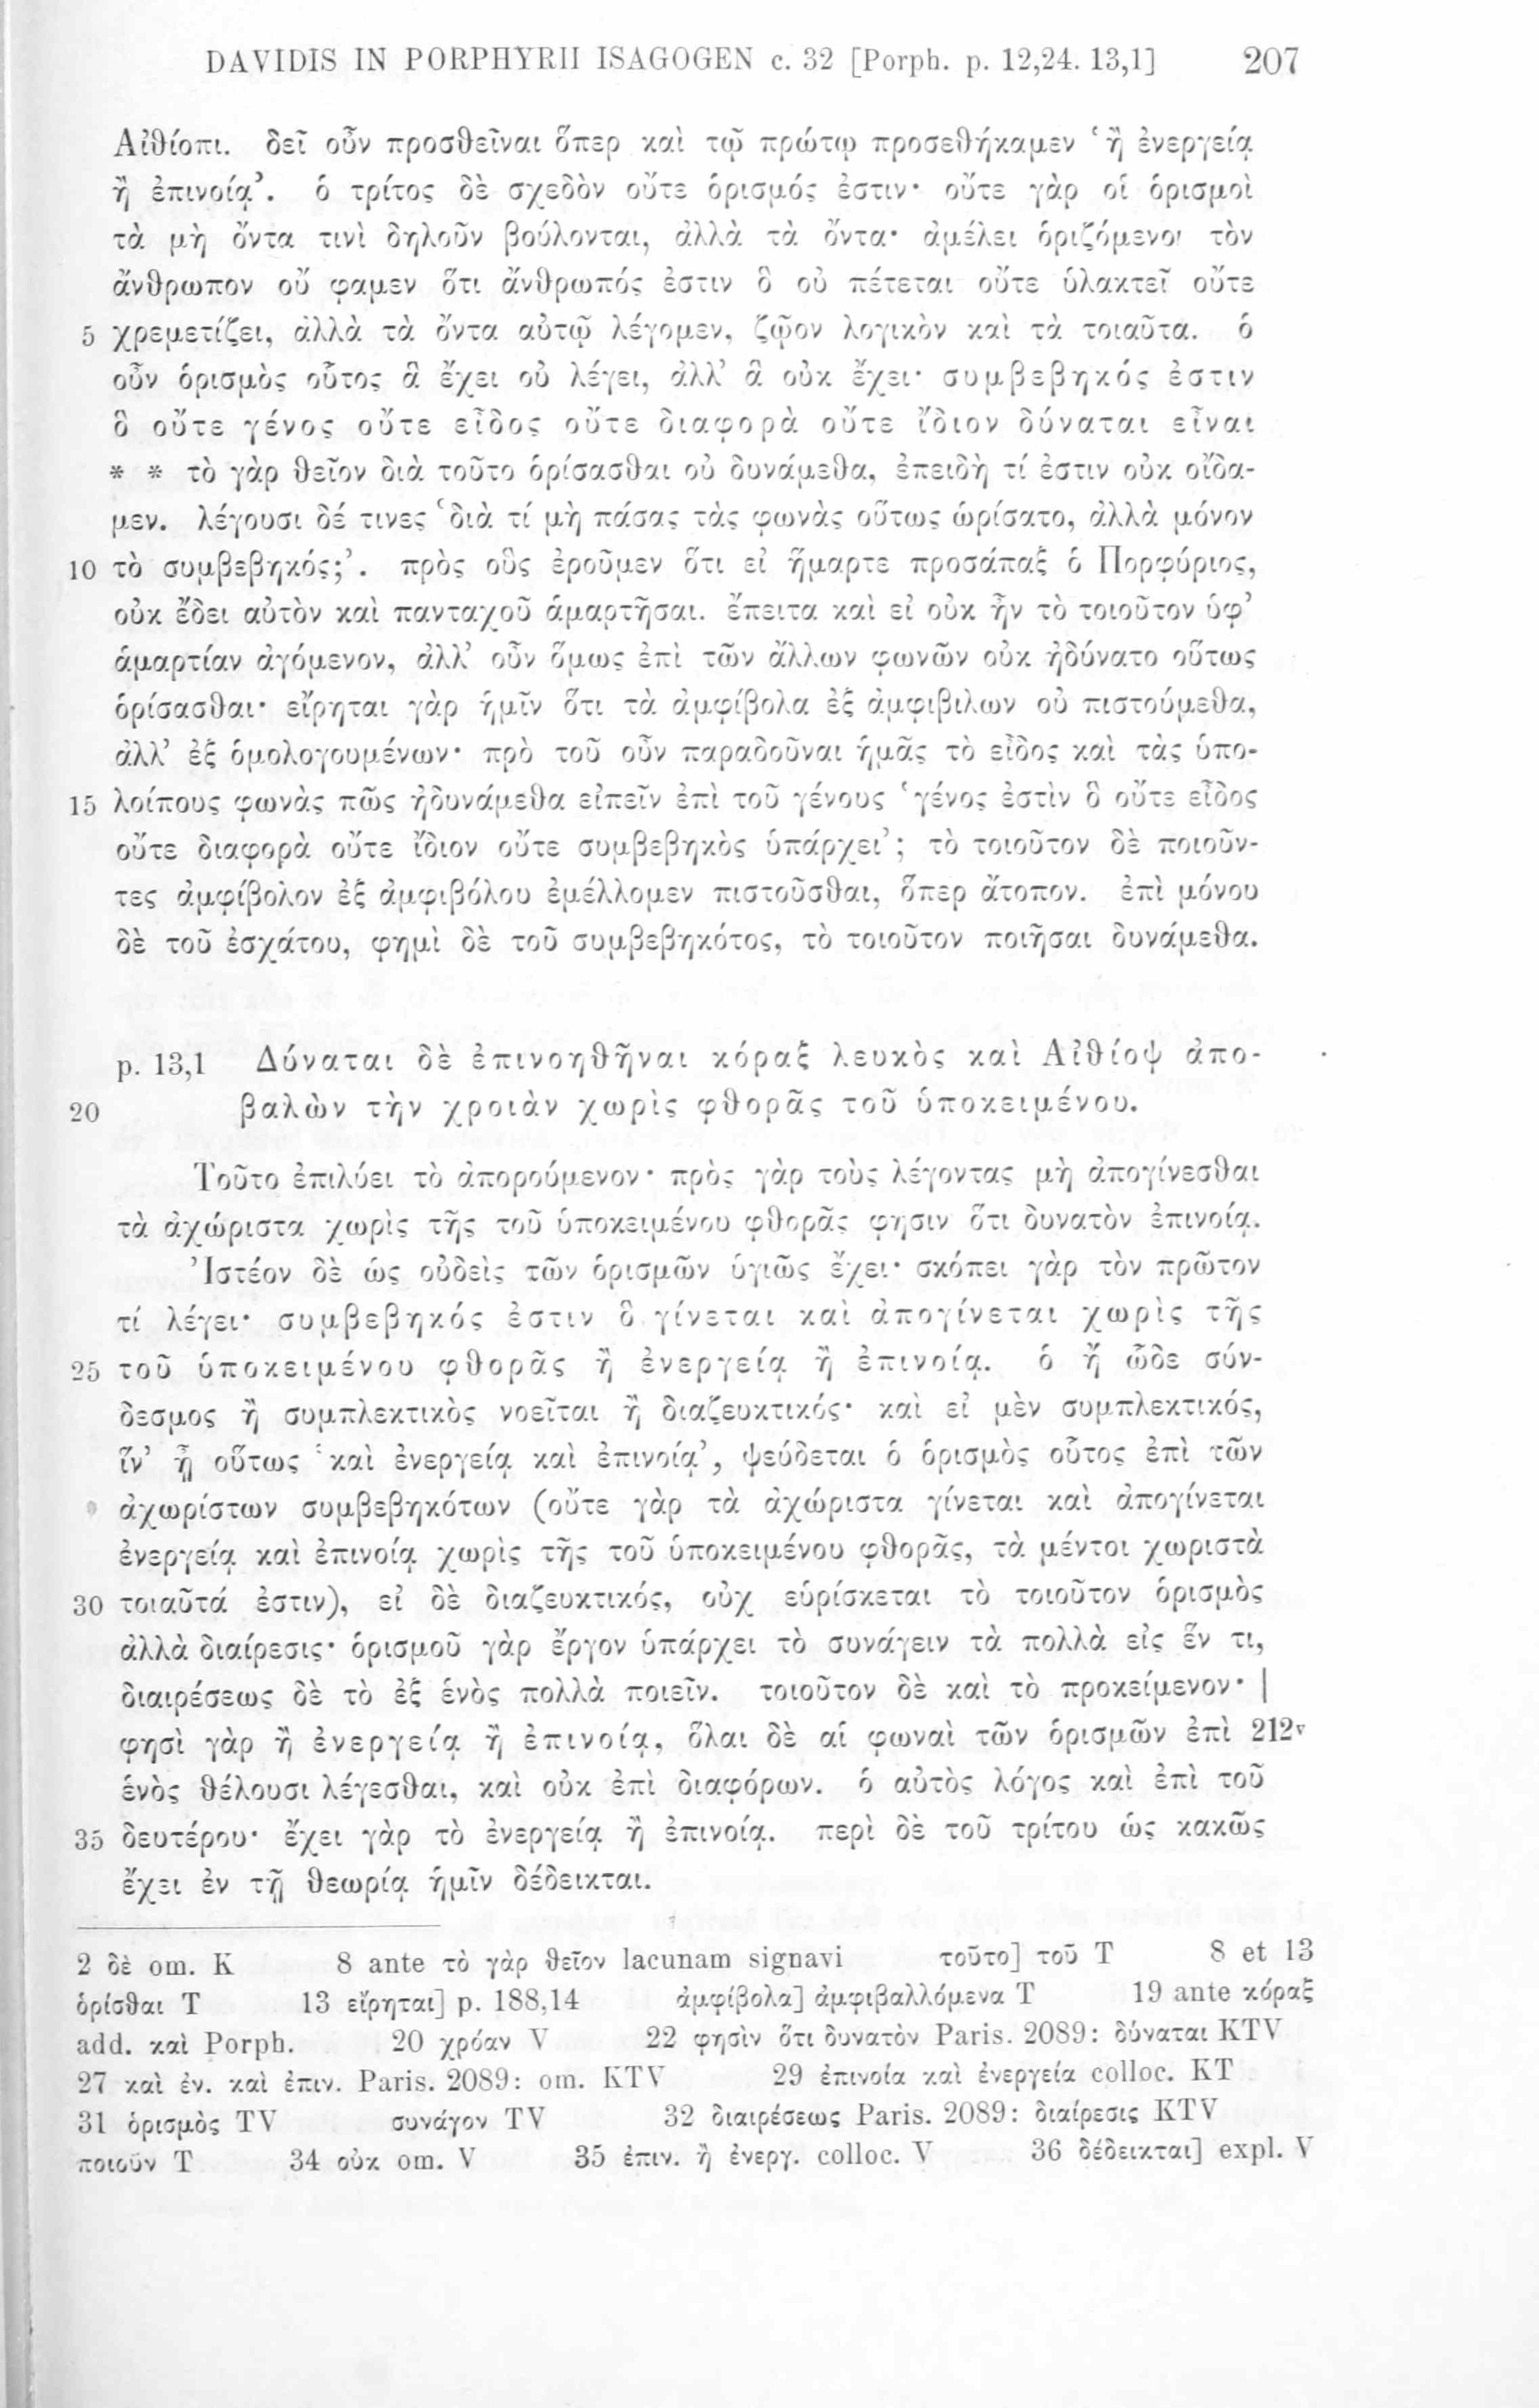 DAVIDIS IN PORPHYRII ISAGOGEN c. 32 [Porph. p. 12,24. 13,1] 207
Αἰθίοπι. δεῖ οὖν προσθεῖναι ὅπερ καὶ τῷ πρώτῳ προσεθήκαμεν ‘ἢ ἐνεργείᾳ
ἢ ἐπινοίᾳ’. ὁ τρίτος δὲ σχεδὸν οὔτε ὁρισμός ἐστιν· οὔτε γὰρ οἱ ὁρισμοὶ
τὰ μὴ ὄντα τινὶ δηλοῦν βούλονται, ἀλλὰ τὰ ὄντα· ἀμέλει ὁριζόμενοι τὸν
ἄνθρωπον οὔ φαμεν ὅτι ἄνθρωπός ἐστιν ὃ οὐ πέτεται οὔτε ὑλακτεῖ οὔτε
5 χρεμετίζει, ἀλλὰ τὰ ὄντα αὐτῷ λέγομεν, ζῷον λογικὸν καὶ τὰ τοιαῦτα. ὁ
οὖν ὁρισμὸς οὗτος ἃ ἔχει οὐ λέγει, ἀλλ’ ἃ οὐκ ἔχει· συμβεβηκός ἐστιν
ὃ οὔτε γένος οὔτε εἶδος οὔτε διαφορὰ οὔτε ἴδιον δύναται εἶναι
* * τὸ γὰρ θεῖον διὰ τοῦτο ὁρίσασθαι οὐ δυνάμεθα, ἐπειδὴ τί ἐστιν οὐκ οἴδα-
μεν. λέγουσι δέ τινες ‘διὰ τί μὴ πάσας τὰς φωνὰς οὕτως ὡρίσατο, ἀλλὰ μόνον
10 τὸ συμβεβηκός;’. πρὸς οὓς ἐροῦμεν ὅτι εἰ ἥμαρτε προσάπαξ ὁ Πορφύριος,
οὐκ ἔδει αὐτὸν καὶ πανταχοῦ ἁμαρτῆσαι. ἔπειτα καὶ εἰ οὐκ ἦν τὸ τοιοῦτον ὑφ’
ἁμαρτίαν ἀγόμενον, ἀλλ’ οὖν ὅμως ἐπὶ τῶν ἄλλων φωνῶν οὐκ ἠδύνατο οὕτως
ὁρίσασθαι· εἴρηται γὰρ ἡμῖν ὅτι τὰ ἀμφίβολα ἐξ ἀμφιβιλων οὐ πιστούμεθα,
ἀλλ’ ἐξ ὁμολογουμένων· πρὸ τοῦ οὖν παραδοῦναι ἡμᾶς τὸ εἶδος καὶ τὰς ὑπο-
15 λοίπους φωνὰς πῶς ἠδυνάμεθα εἰπεῖν ἐπὶ τοῦ γένους ‘γένος ἐστὶν ὃ οὔτε εἶδος
οὔτε διαφορὰ οὔτε ἴδιον οὔτε συμβεβηκὸς ὑπάρχει’; τὸ τοιοῦτον δὲ ποιοῦν-
τες ἀμφίβολον ἐξ ἀμφιβόλου ἐμέλλομεν πιστοῦσθαι, ὅπερ ἄτοπον. ἐπὶ μόνου
δὲ τοῦ ἐσχάτου, φημὶ δὲ τοῦ συμβεβηκότος, τὸ τοιοῦτον ποιῆσαι δυνάμεθα.
p. 13,1 Δύναται δὲ ἐπινοηθῆναι κόραξ λευκὸς καὶ Αἰθίοψ ἀπο-
20 βαλὼν τὴν χροιὰν χωρὶς φθορᾶς τοῦ ὑποκειμένου.
Τοῦτο ἐπιλύει τὸ ἀπορούμενον· πρὸς γὰρ τοὺς λέγοντας μὴ ἀπογίνεσθαι
τὰ ἀχώριστα χωρὶς τῆς τοῦ ὑποκειμένου φθορᾶς φησιν ὅτι δυνατὸν ἐπινοίᾳ.
Ἰστέον δὲ ὡς οὐδεὶς τῶν ὁρισμῶν ὑγιῶς ἔχει· σκόπει γὰρ τὸν πρῶτον
τί λέγει· συμβεβηκός ἐστιν ὃ γίνεται καὶ ἀπογίνεται χωρὶς τῆς
25 τοῦ ὑποκειμένου φθορᾶς ἢ ἐνεργείᾳ ἢ ἐπινοίᾳ. ὁ ἤ ὧδε σύν-
δεσμος ἢ συμπλεκτικὸς νοεῖται ἢ διαζευκτικός· καὶ εἰ μὲν συμπλεκτικός,
ἵν’ ᾖ οὕτως ‘καὶ ἐνεργείᾳ καὶ ἐπινοίᾳ’, ψεύδεται ὁ ὁρισμὸς οὗτος ἐπὶ τῶν
ἀχωρίστων συμβεβηκότων (οὔτε γὰρ τὰ ἀχώριστα γίνεται καὶ ἀπογίνεται
ἐνεργείᾳ καὶ ἐπινοίᾳ χωρὶς τῆς τοῦ ὑποκειμένου φθορᾶς, τὰ μέντοι χωριστὰ
30 τοιαῦτά ἐστιν), εἰ δὲ διαζευκτικός, οὐχ εὑρίσκεται τὸ τοιοῦτον ὁρισμὸς
ἀλλὰ διαίρεσις· ὁρισμοῦ γὰρ ἔργον ὑπάρχει τὸ συνάγειν τὰ πολλὰ εἰς ἕν τι,
διαιρέσεως δὲ τὸ ἐξ ἑνὸς πολλὰ ποιεῖν. τοιοῦτον δὲ καὶ τὸ προκείμενον· |
φησὶ γὰρ ἢ ἐνεργείᾳ ἢ ἐπινοίᾳ, ὅλαι δὲ αἱ φωναὶ τῶν ὁρισμῶν ἐπὶ 212v
ἑνὸς θέλουσι λέγεσθαι, καὶ οὐκ ἐπὶ διαφόρων. ὁ αὐτὸς λόγος καὶ ἐπὶ τοῦ
35 δευτέρου· ἔχει γὰρ τὸ ἐνεργείᾳ ἢ ἐπινοίᾳ. περὶ δὲ τοῦ τρίτου ὡς κακῶς
ἔχει ἐν τῇ θεωρίᾳ ἡμῖν δέδεικται.
2 δὲ om. K 8 ante τὸ γὰρ θεῖον lacunam signavi τοῦτο] τοῦ T 8 et 13
ὁρίσθαι T 13 εἴρηται] p. 188,14 ἀμφίβολα] ἀμφιβαλλόμενα T 19 ante κόραξ
add. καὶ Porph. 20 χρόαν V 22 φησὶν ὅτι δυνατὸν Paris. 2089: δύναται KTV
27 καὶ ἐν. καὶ ἐπιν. Paris. 2089: om. KTV 29 ἐπινοία καὶ ἐνεργεία colloc. KT
31 ὁρισμὸς TV συνάγον TV 32 διαιρέσεως Paris. 2089: διαίρεσις KTV
ποιοῦν T 34 οὐκ om. V 35 ἐπιν. ἢ ἐνεργ. colloc. V 36 δέδεικται] expl. V